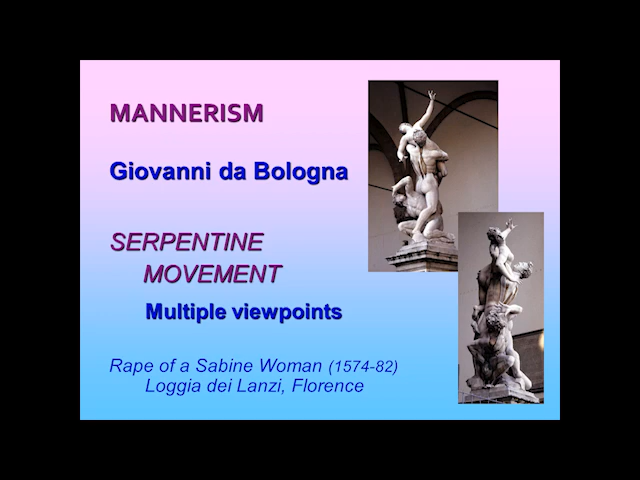 MANNERISM
Giovanni da Bologna
SERPENTINE
MOVEMENT
Multiple viewpoints
Rape of a Sabine Woman (1574-82)
Loggia dei Lanzi, Florence